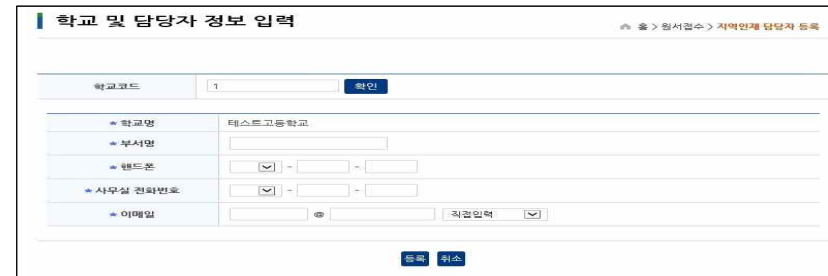 학교 및 담당자 정보 입력
홈 > 원서접수 > 지역인재 담당자 등록
학교코드 1 확인
★ 학교명 테스트고등학교
★ 부서명
★ 핸드폰 - -
★ 사무실 전화번호 - -
★ 이메일 @ 직접입력
등록 취소